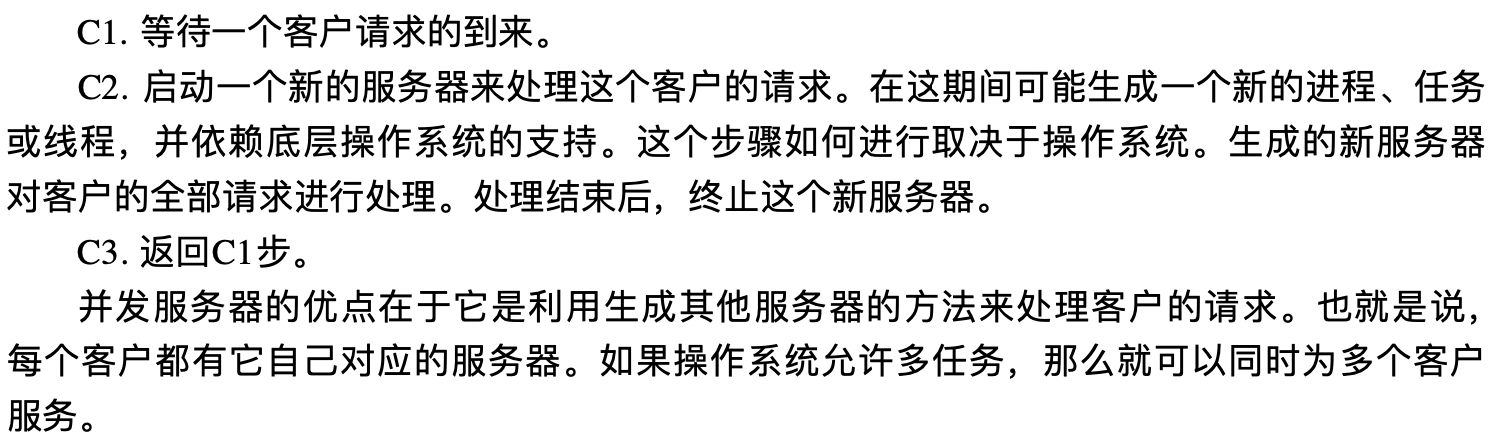 C1. 等待一个客户请求的到来。
C2. 启动一个新的服务器来处理这个客户的请求。在这期间可能生成一个新的进程、任务
或线程，并依赖底层操作系统的支持。这个步骤如何进行取决于操作系统。生成的新服务器
对客户的全部请求进行处理。处理结束后，终止这个新服务器。
C3. 返回C1步。
并发服务器的优点在于它是利用生成其他服务器的方法来处理客户的请求。也就是说，
每个客户都有它自己对应的服务器。如果操作系统允许多任务，那么就可以同时为多个客户
服务。